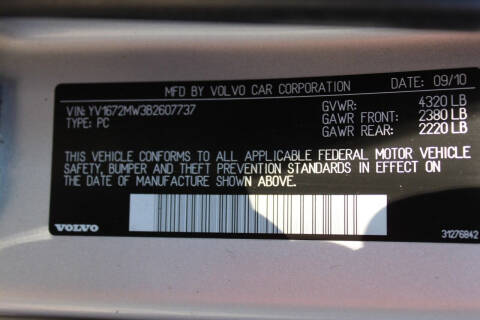 MFD BY VOLVO CAR CORPORATION DATE: 09/10
VIN: YV1672MW3B2607737 GVWR: 4320 LB
TYPE: PC GAWR FRONT: 2380 LB
GAWR REAR: 2220 LB
THIS VEHICLE CONFORMS TO ALL APPLICABLE FEDERAL MOTOR VEHICLE
SAFETY, BUMPER AND THEFT PREVENTION STANDARDS IN EFFECT ON
THE DATE OF MANUFACTURE SHOWN ABOVE.
VOLVO 31276842